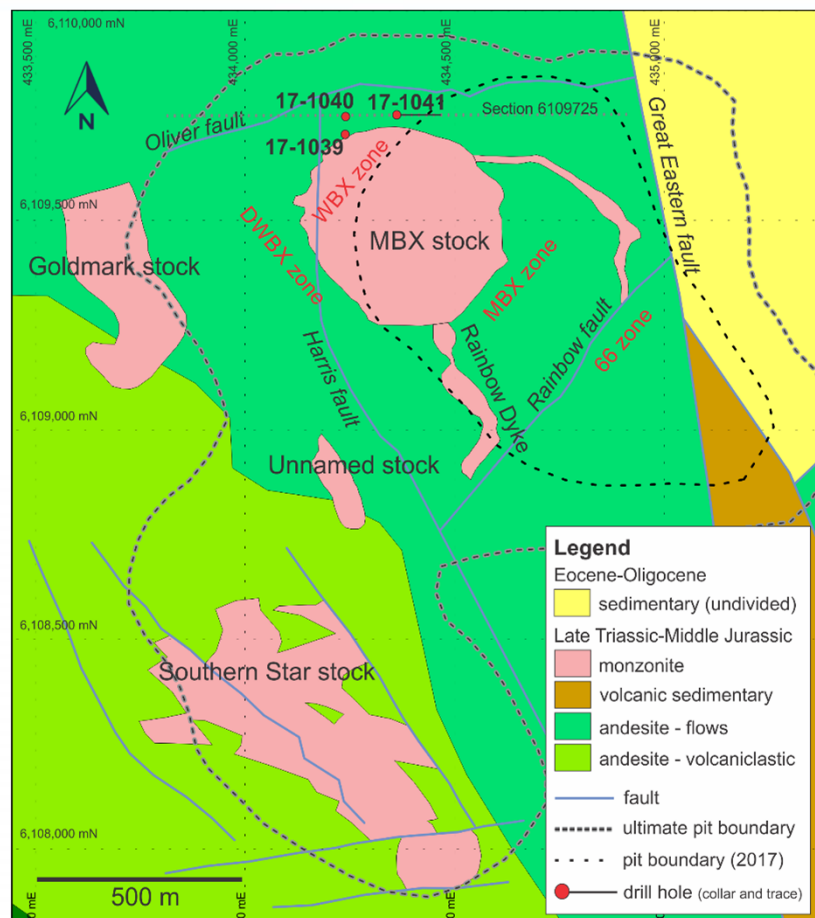 6,110,000 mN
433,500 mE
434,000 mE
434,500 mE
435,000 mE
N
17-1040
17-1041
Section 6109725
Oliver fault
17-1039
Great Eastern fault
WBX zone
6,109,500 mN
DWBX zone
MBX stock
Goldmark stock
MBX zone
66 zone
Harris fault
Rainbow Dyke
Rainbow fault
6,109,000 mN
Unnamed stock
6,108,500 mN
Southern Star stock
6,108,000 mN
500 m
mE
mE
mE
Legend
Eocene-Oligocene
sedimentary (undivided)
Late Triassic-Middle Jurassic
monzonite
volcanic sedimentary
andesite - flows
andesite - volcaniclastic
fault
ultimate pit boundary
pit boundary (2017)
drill hole (collar and trace)